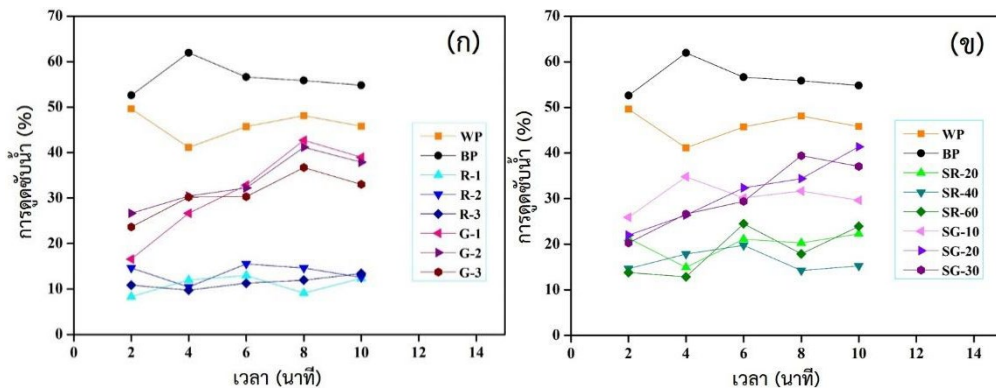 (ก)
การดูดซับน้ำ (%)
70
60
50
40
30
20
10
0
WP
BP
R-1
R-2
R-3
G-1
G-2
G-3
0 2 4 6 8 10 12 14
เวลา (นาที)
(ข)
การดูดซับน้ำ (%)
70
60
50
40
30
20
10
0
WP
BP
SR-20
SR-40
SR-60
SG-10
SG-20
SG-30
0 2 4 6 8 10 12 14
เวลา (นาที)